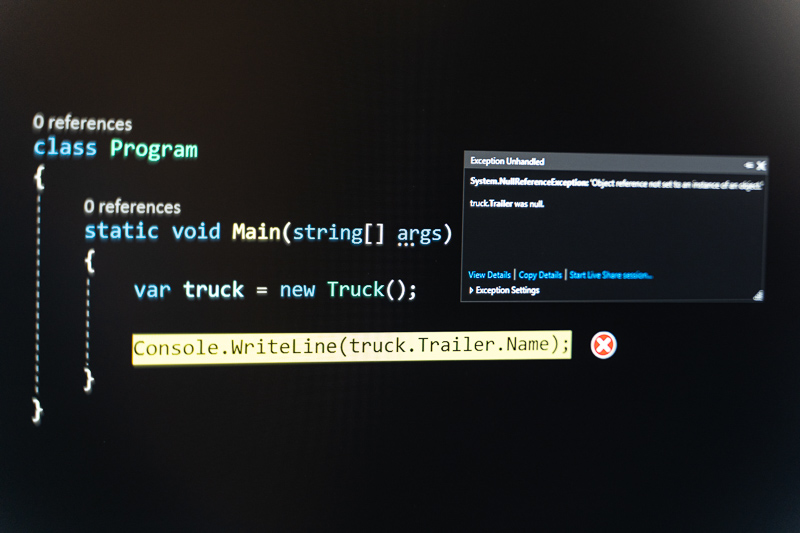 0 references
class Program
{
0 references
static void Main(string[] args)
{
var truck = new Truck();
Console.WriteLine(truck.Trailer.Name);
}
}
Exception Unhandled
System.NullReferenceException: 'Object reference not set to an instance of an object.'
truck.Trailer was null.
View Details | Copy Details | Start Live Share session...
Exception Settings